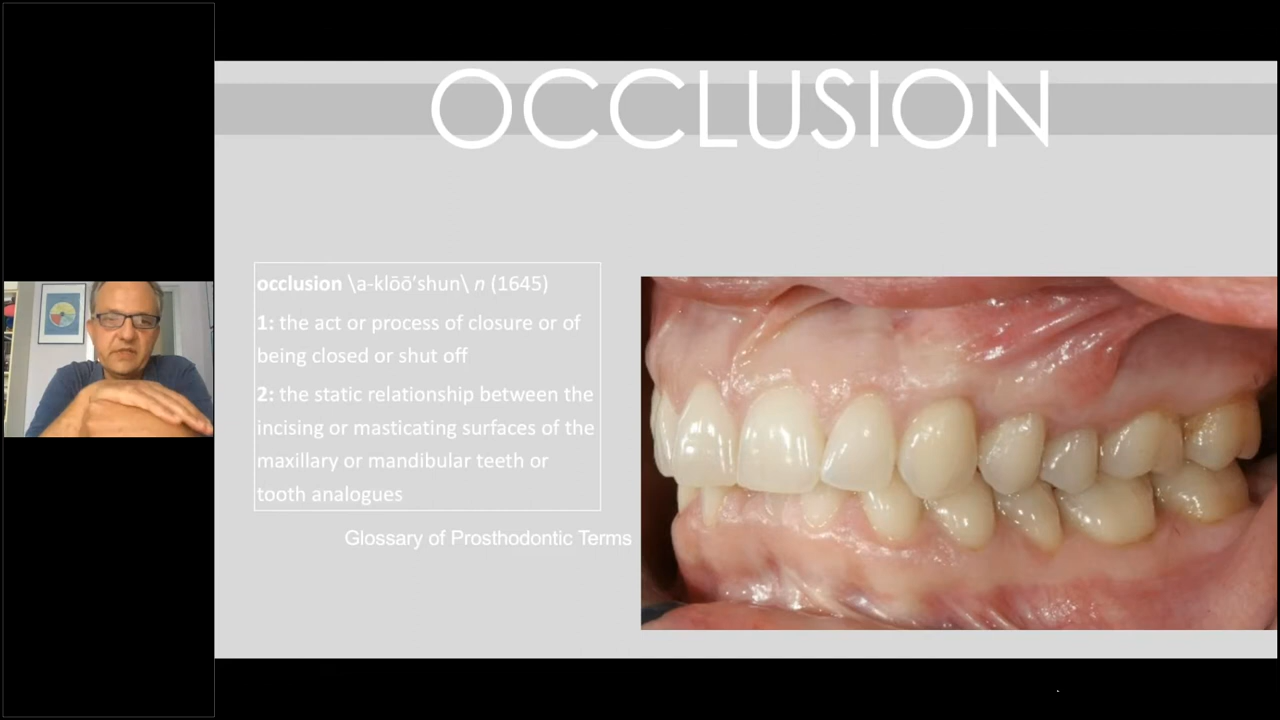 OCCLUSION
occlusion \a-klōō′shun\ n (1645)
1: the act or process of closure or of
being closed or shut off
2: the static relationship between the
incising or masticating surfaces of the
maxillary or mandibular teeth or
tooth analogues
Glossary of Prosthodontic Terms